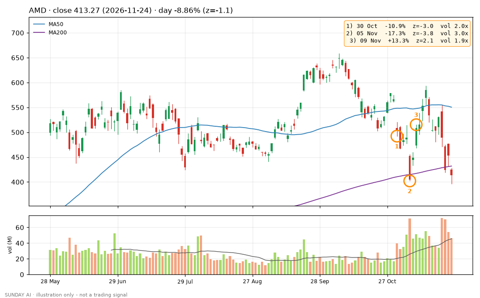 AMD · close 413.27 (2026-11-24) · day -8.86% (z=-1.1)
MA50
MA200
1) 30 Oct -10.9% z=-3.0 vol 2.0x
2) 05 Nov -17.3% z=-3.8 vol 3.0x
3) 09 Nov +13.3% z=2.1 vol 1.9x
700
650
600
550
500
450
400
1
2
3
vol (M)
60
40
20
0
28 May
29 Jun
29 Jul
27 Aug
28 Sep
27 Oct
SUNDAY AI · Illustration only - not a trading signal